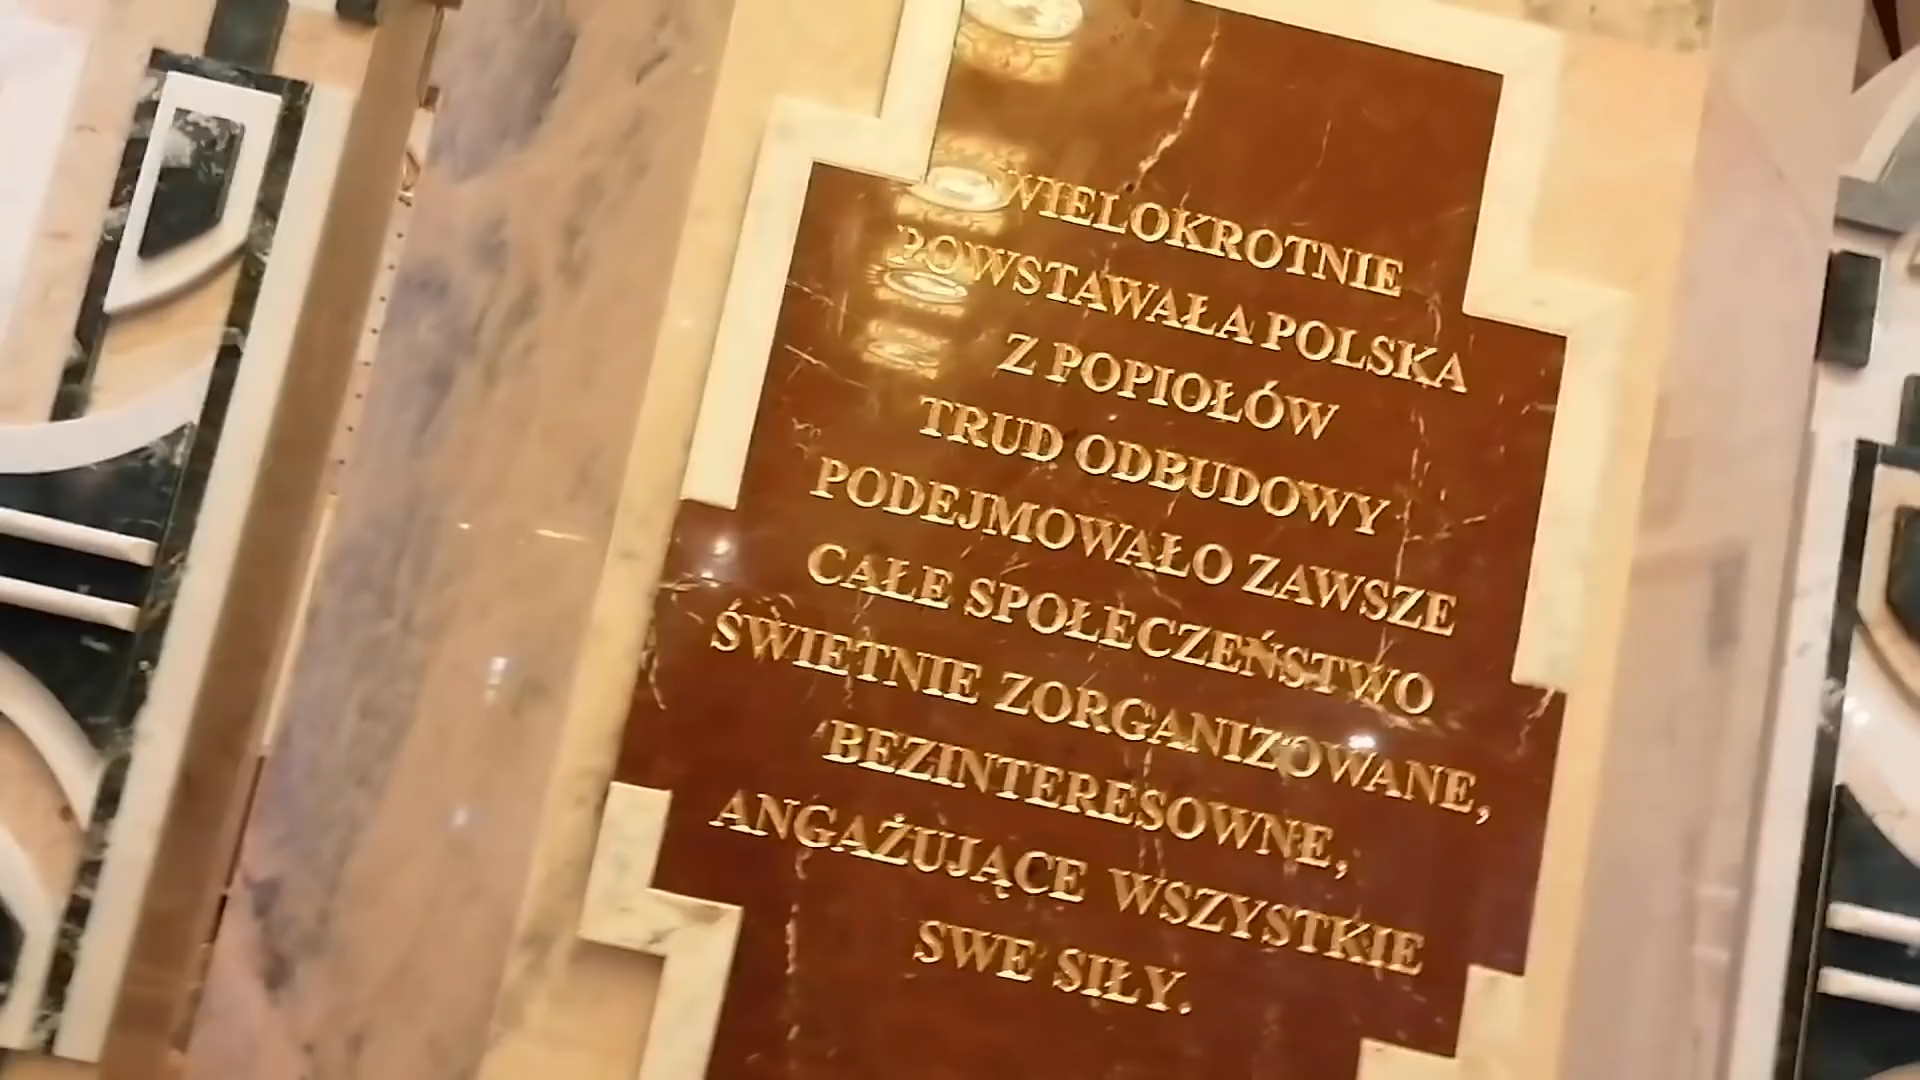 WIELOKROTNIE
POWSTAWAŁA POLSKA
Z POPIOŁÓW
TRUD ODBUDOWY
PODEJMOWAŁO ZAWSZE
CAŁE SPOŁECZEŃSTWO
ŚWIETNIE ZORGANIZOWANE,
BEZINTERESOWNE,
ANGAŻUJĄCE WSZYSTKIE
SWE SIŁY.